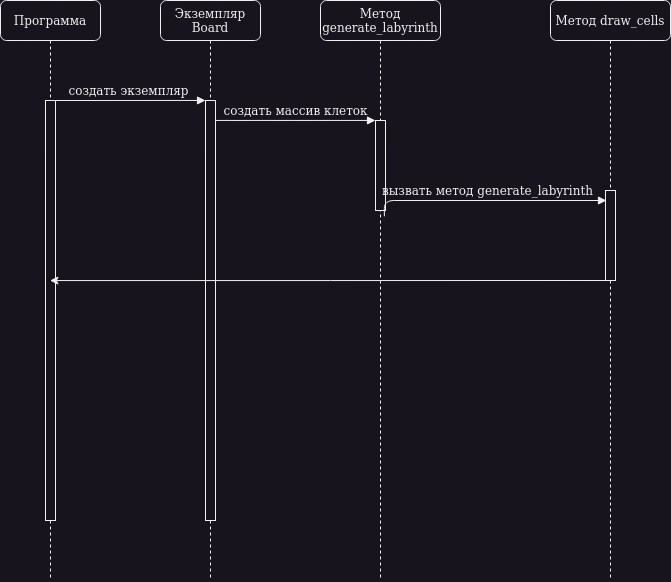 Программа
Экземпляр
Board
Метод
generate_labyrinth
Метод draw_cells
создать экземпляр
создать массив клеток
вызвать метод generate_labyrinth